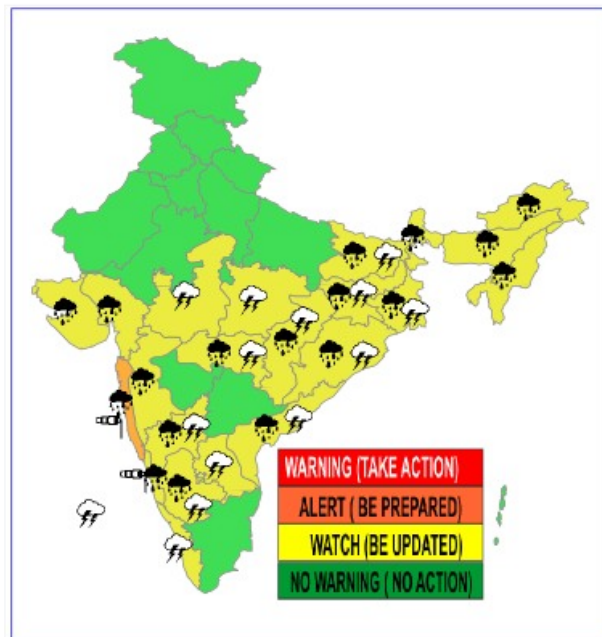 WARNING (TAKE ACTION)
ALERT ( BE PREPARED)
WATCH (BE UPDATED)
NO WARNING ( NO ACTION)